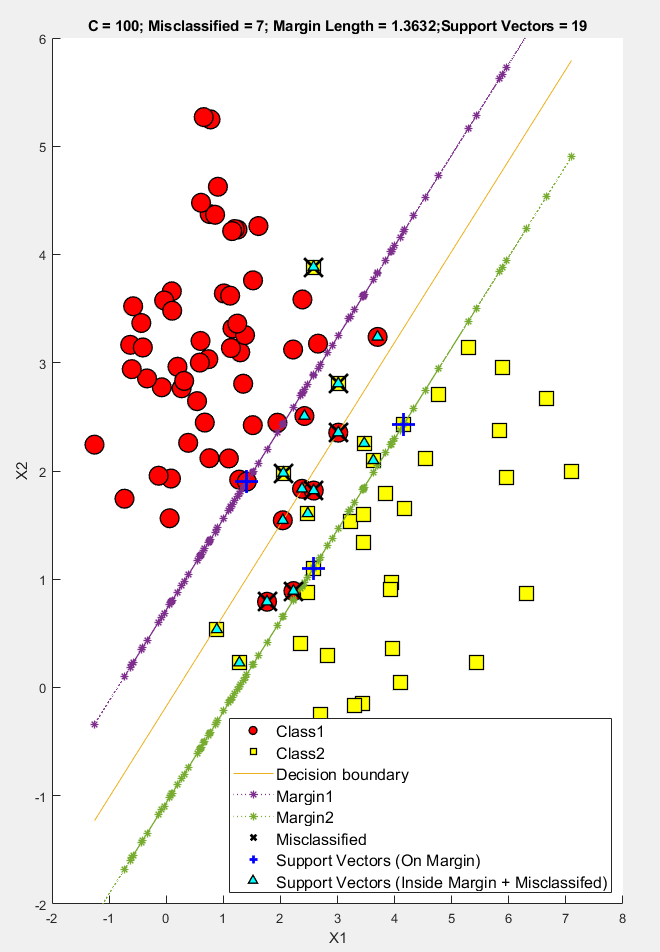 C = 100; Misclassified = 7; Margin Length = 1.3632;Support Vectors = 19
6
5
4
3
2
1
0
-1
-2
X2
-2 -1 0 1 2 3 4 5 6 7 8
X1
Class1
Class2
Decision boundary
Margin1
Margin2
Misclassified
Support Vectors (On Margin)
Support Vectors (Inside Margin + Misclassifed)